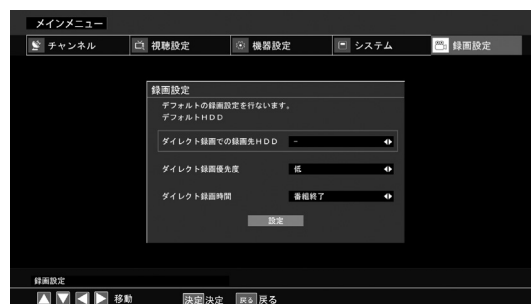 メインメニュー
チャンネル 視聴設定 機器設定 システム 録画設定
録画設定
デフォルトの録画設定を行ないます。
デフォルトHDD
ダイレクト録画での録画先HDD -
ダイレクト録画優先度 低
ダイレクト録画時間 番組終了
設定
録画設定
移動 決定 決定 戻る 戻る